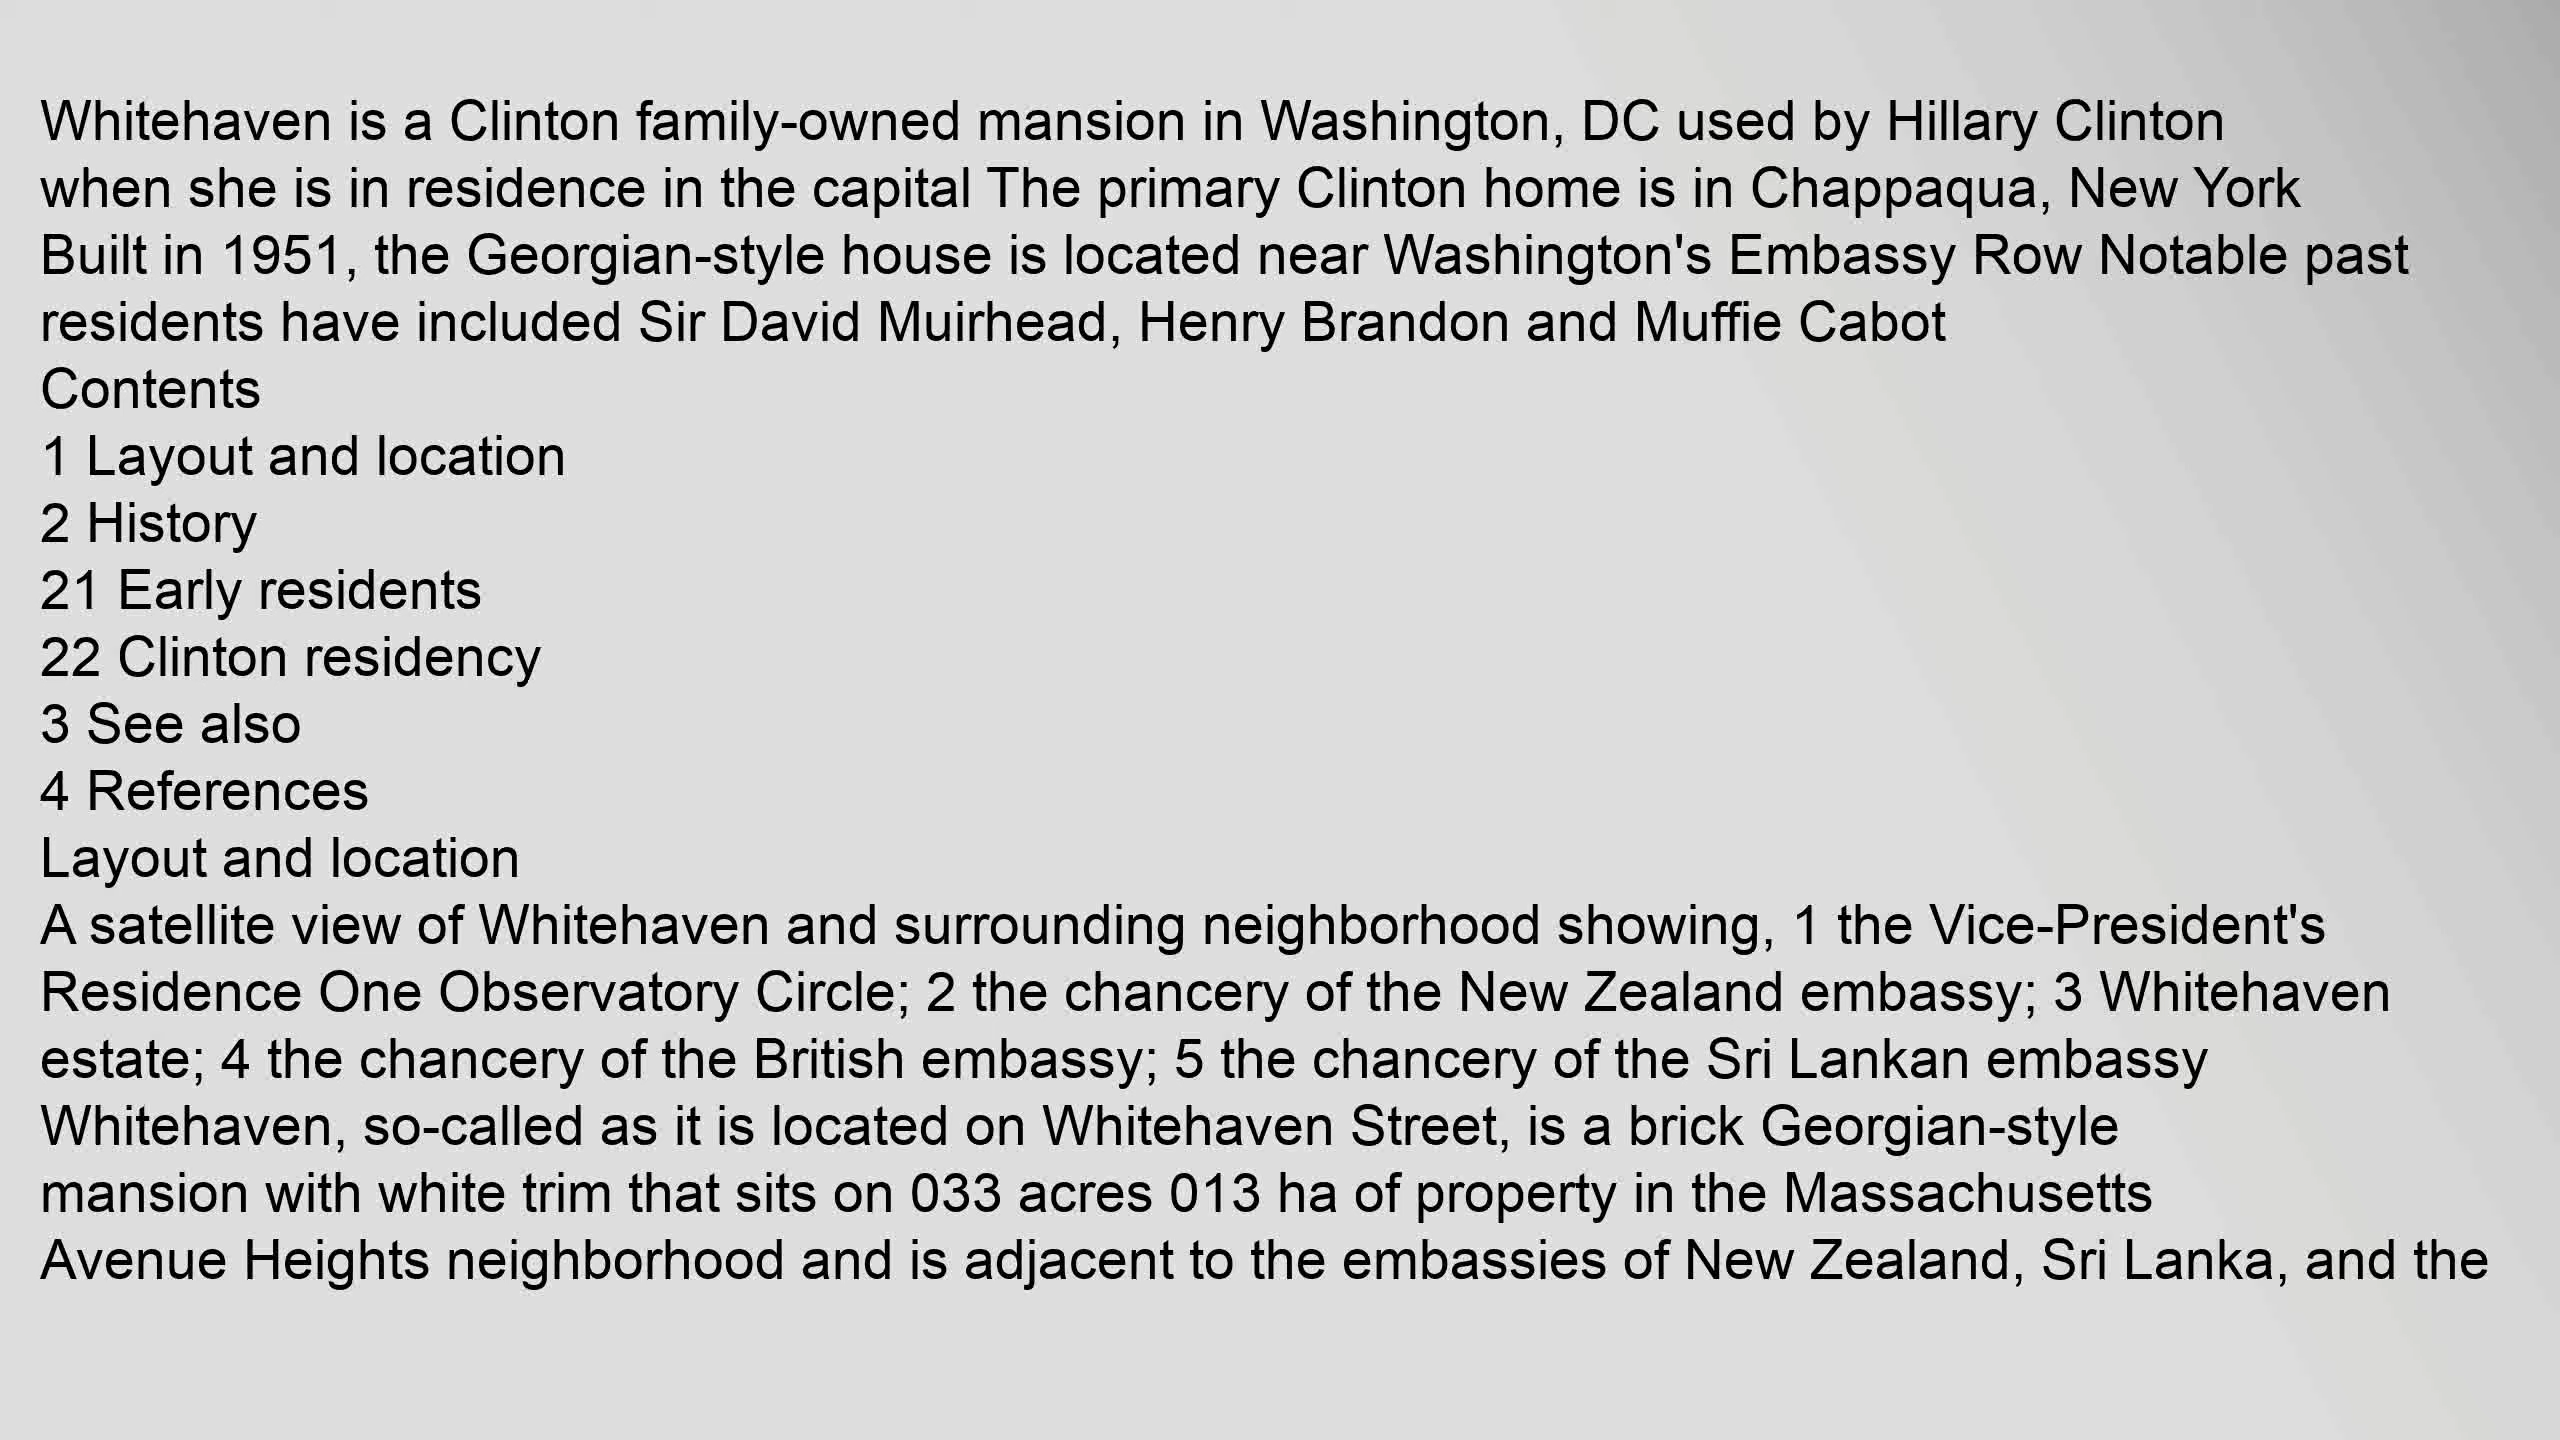 Whitehaven is a Clinton family-owned mansion in Washington, DC used by Hillary Clinton
when she is in residence in the capital The primary Clinton home is in Chappaqua, New York
Built in 1951, the Georgian-style house is located near Washington's Embassy Row Notable past
residents have included Sir David Muirhead, Henry Brandon and Muffie Cabot
Contents
1 Layout and location
2 History
21 Early residents
22 Clinton residency
3 See also
4 References
Layout and location
A satellite view of Whitehaven and surrounding neighborhood showing, 1 the Vice-President's
Residence One Observatory Circle; 2 the chancery of the New Zealand embassy; 3 Whitehaven
estate; 4 the chancery of the British embassy; 5 the chancery of the Sri Lankan embassy
Whitehaven, so-called as it is located on Whitehaven Street, is a brick Georgian-style
mansion with white trim that sits on 033 acres 013 ha of property in the Massachusetts
Avenue Heights neighborhood and is adjacent to the embassies of New Zealand, Sri Lanka, and the